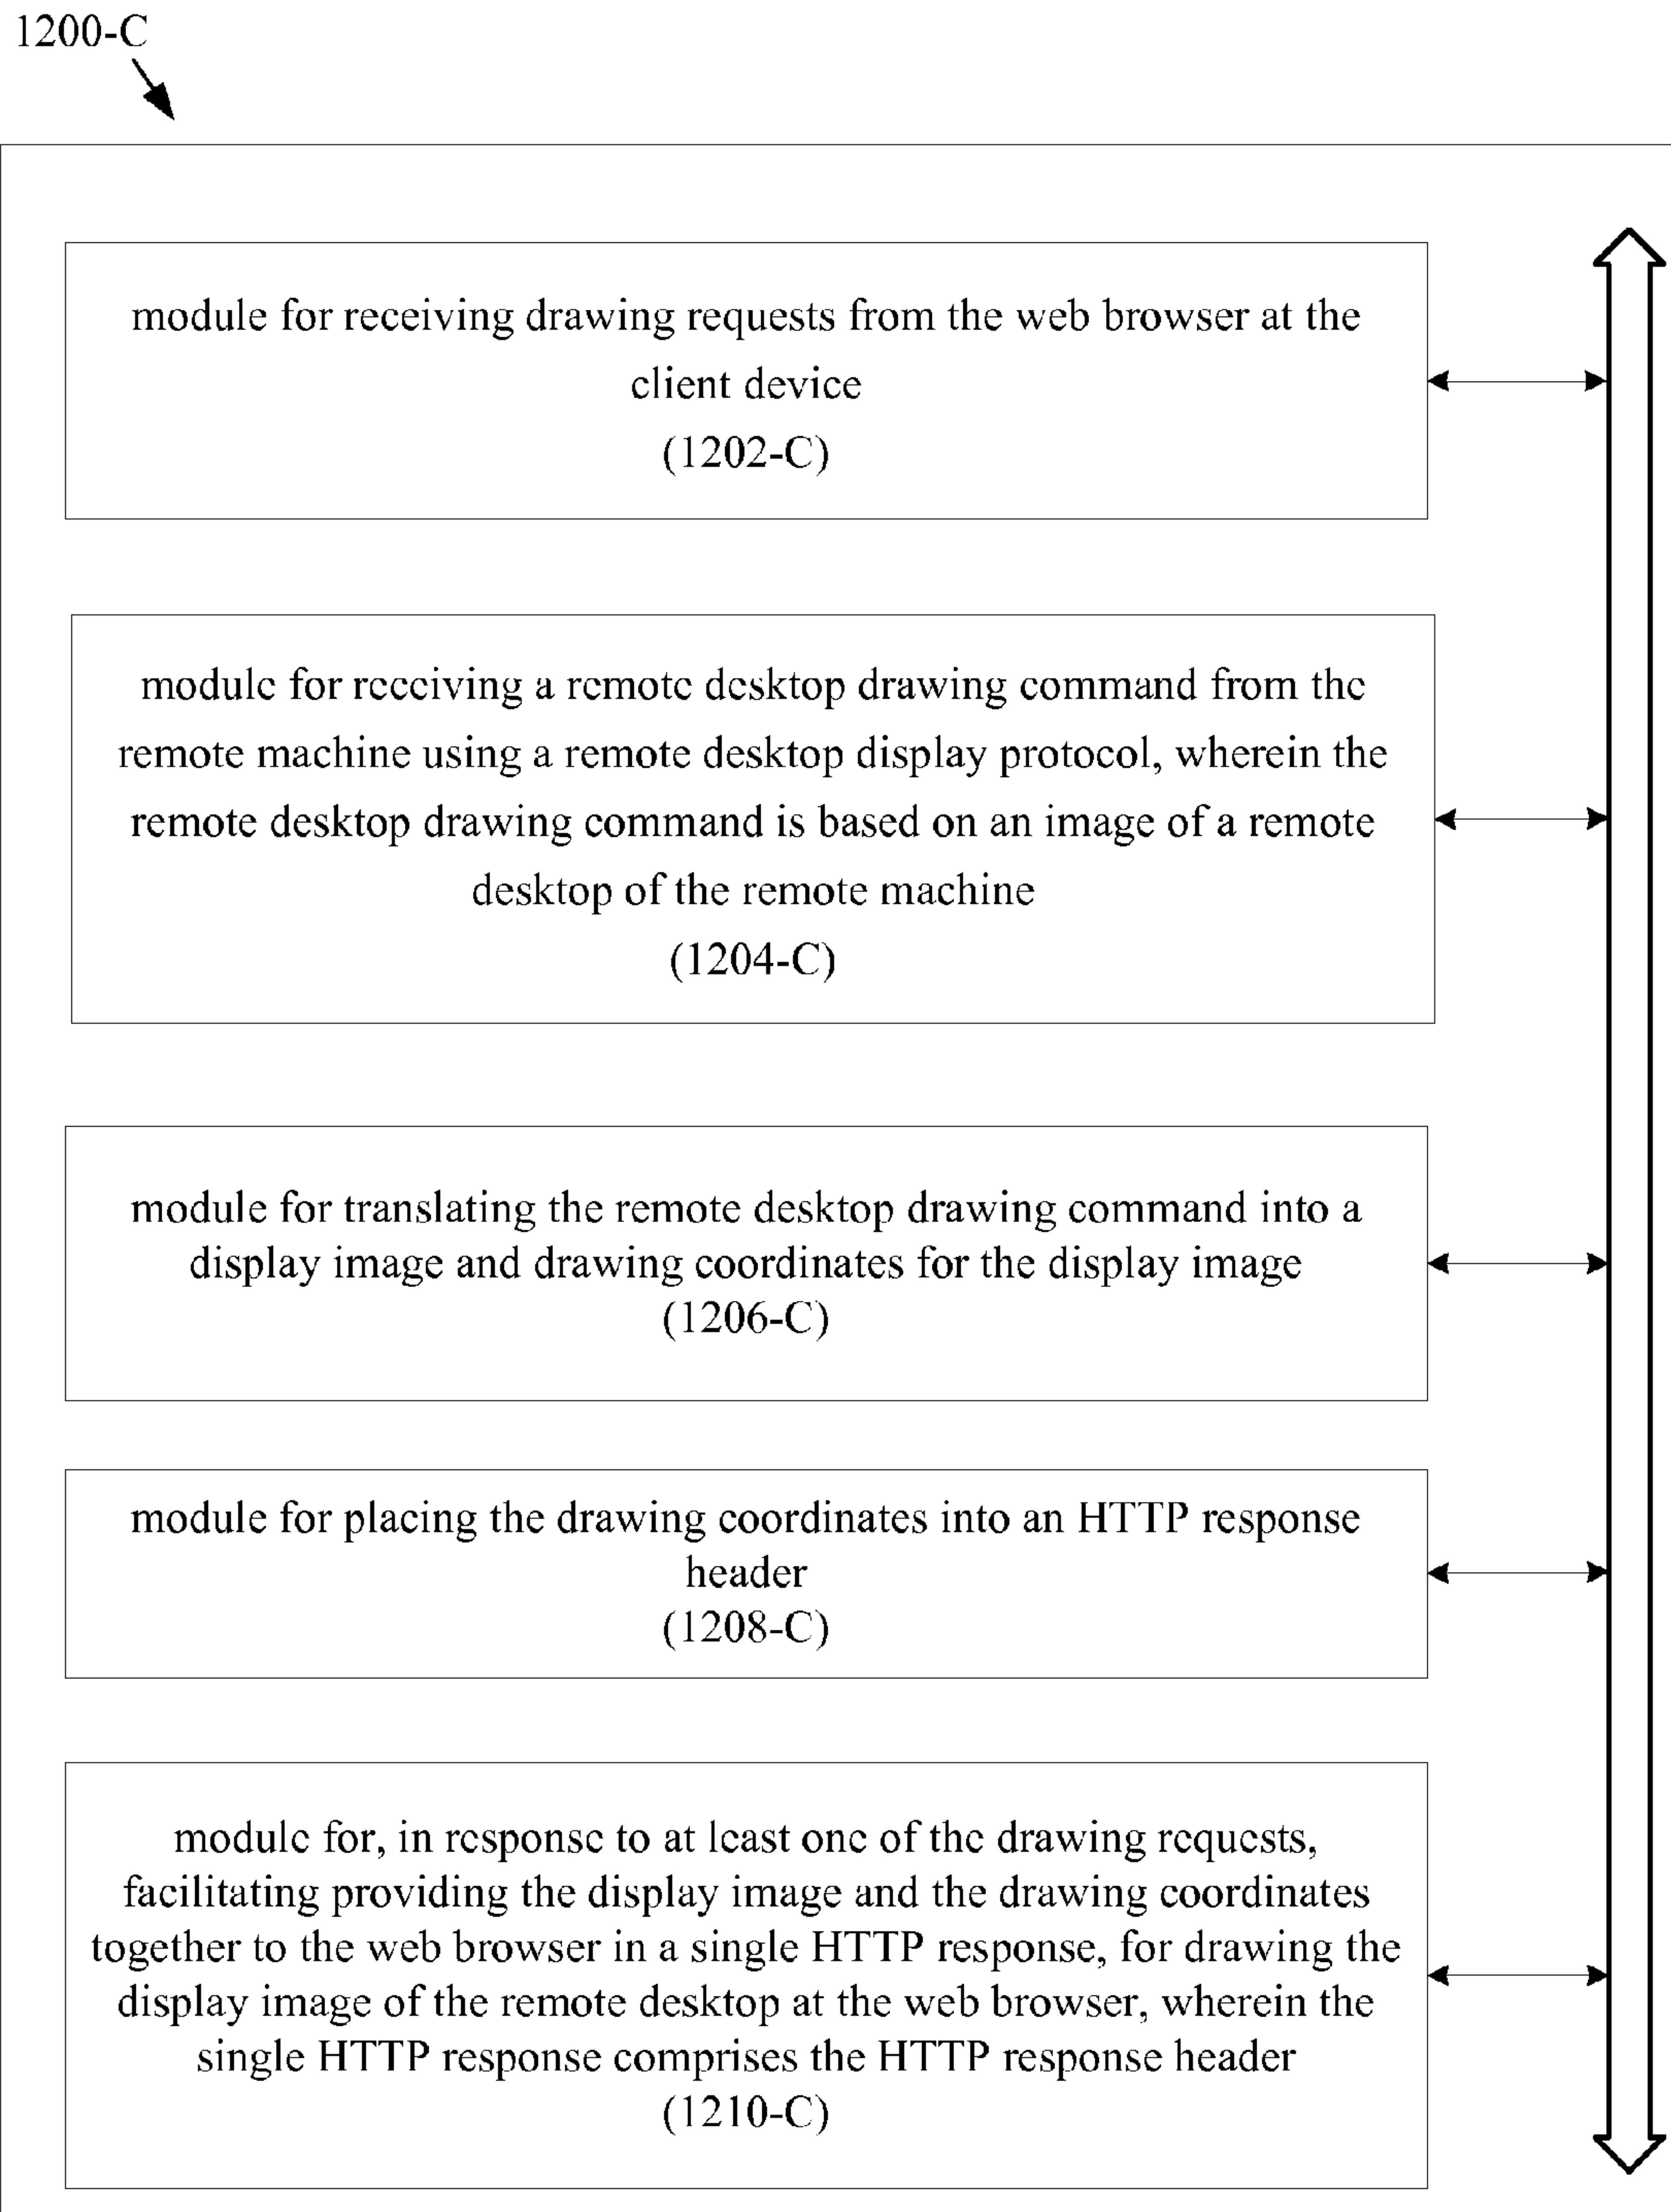 1200-C
module for receiving drawing requests from the web browser at the
client device
(1202-C)
module for receiving a remote desktop drawing command from the
remote machine using a remote desktop display protocol, wherein the
remote desktop drawing command is based on an image of a remote
desktop of the remote machine
(1204-C)
module for translating the remote desktop drawing command into a
display image and drawing coordinates for the display image
(1206-C)
module for placing the drawing coordinates into an HTTP response
header
(1208-C)
module for, in response to at least one of the drawing requests,
facilitating providing the display image and the drawing coordinates
together to the web browser in a single HTTP response, for drawing the
display image of the remote desktop at the web browser, wherein the
single HTTP response comprises the HTTP response header
(1210-C)